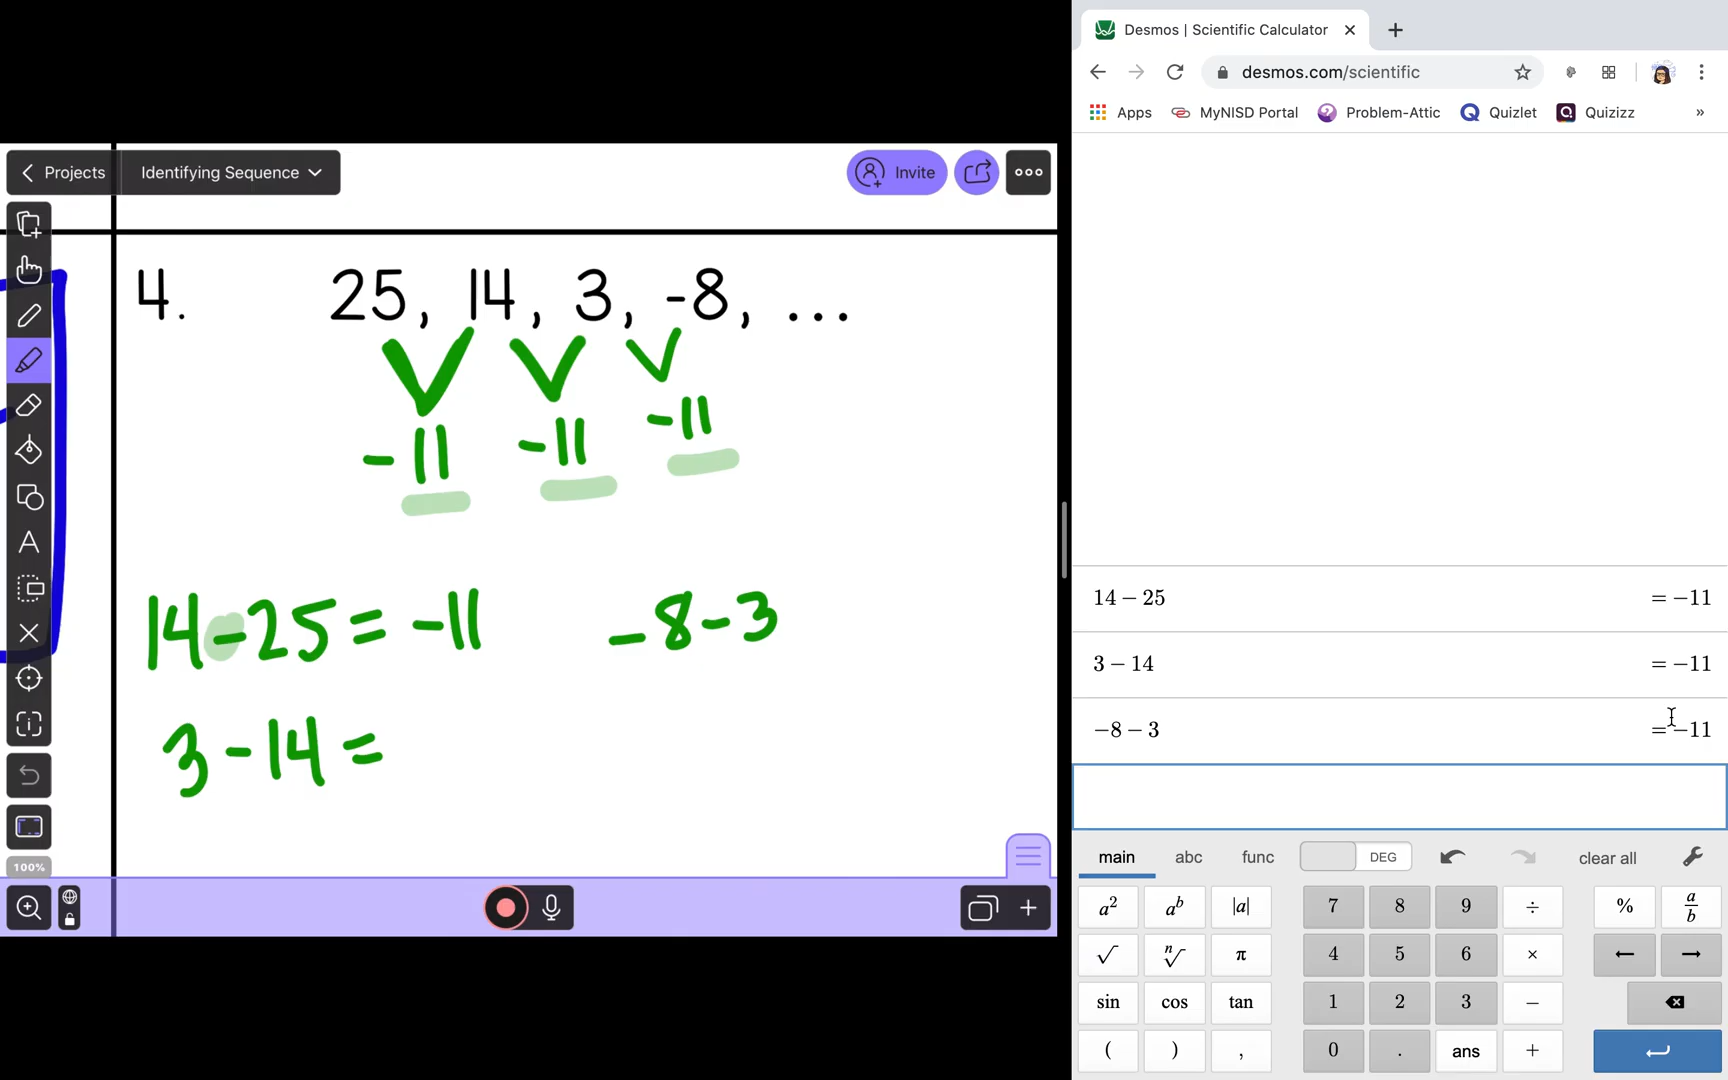 Desmos | Scientific Calculator
desmos.com/scientific
Apps MyNISD Portal Problem-Attic Quizlet Quizizz »
Projects Identifying Sequence Invite
4. 25, 14, 3, -8, ...
-11 -11 -11
14-25=-11 -8-3
3-14=
100%
14 − 25 = −11
3 − 14 = −11
−8 − 3 = −11
main abc func DEG clear all
a² aᵇ |a| 7 8 9 ÷ % a/b
√ ⁿ√ π 4 5 6 × ← →
sin cos tan 1 2 3 −
( ) , 0 . ans +